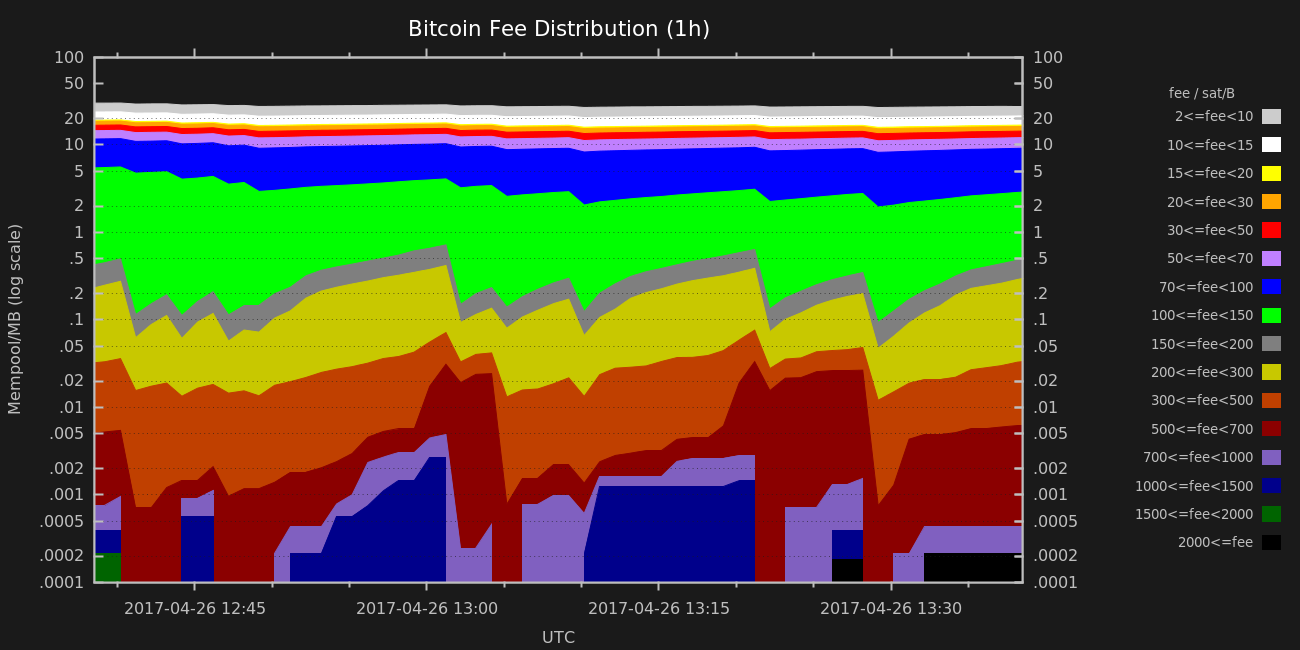 Bitcoin Fee Distribution (1h)
100 100
50 50
20 20
10 10
5 5
2 2
1 1
.5 .5
.2 .2
.1 .1
.05 .05
.02 .02
.01 .01
.005 .005
.002 .002
.001 .001
.0005 .0005
.0002 .0002
.0001 .0001
Mempool/MB (log scale)
2017-04-26 12:45 2017-04-26 13:00 2017-04-26 13:15 2017-04-26 13:30
UTC
fee / sat/B
2<=fee<10
10<=fee<15
15<=fee<20
20<=fee<30
30<=fee<50
50<=fee<70
70<=fee<100
100<=fee<150
150<=fee<200
200<=fee<300
300<=fee<500
500<=fee<700
700<=fee<1000
1000<=fee<1500
1500<=fee<2000
2000<=fee